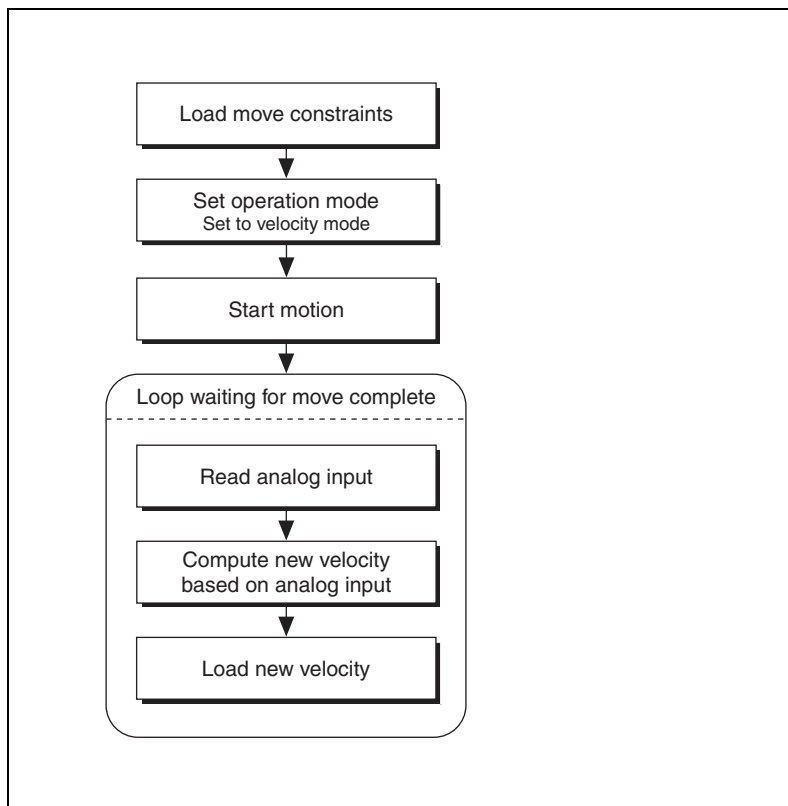 Load move constraints
Set operation mode
Set to velocity mode
Start motion
Loop waiting for move complete
Read analog input
Compute new velocity
based on analog input
Load new velocity